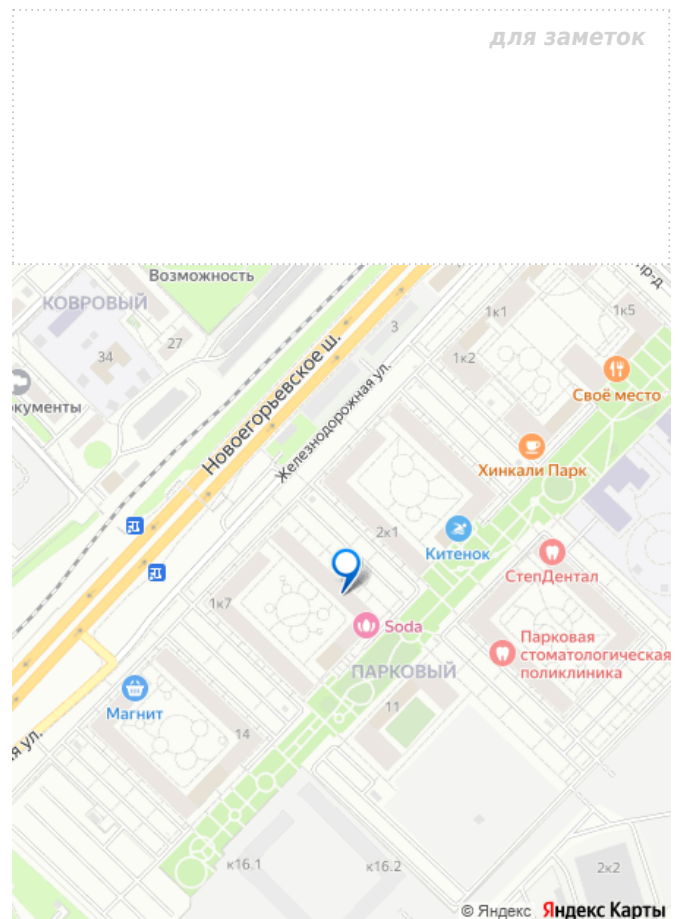 для заметок
Возможность
пр-д
КОВРОВЫЙ
1к1
1к5
3
27
34
1к2
Своё место
окументы
Новоегорьевское ш.
Железнодорожная ул.
Хинкали Парк
2к1
Китенок
СтепДентал
1к7
Soda
Парковая
стоматологическая
поликлиника
ПАРКОВЫЙ
Магнит
11
14
ая ул.
к16.1
к16.2
2к2
© Яндекс Яндекс Карты